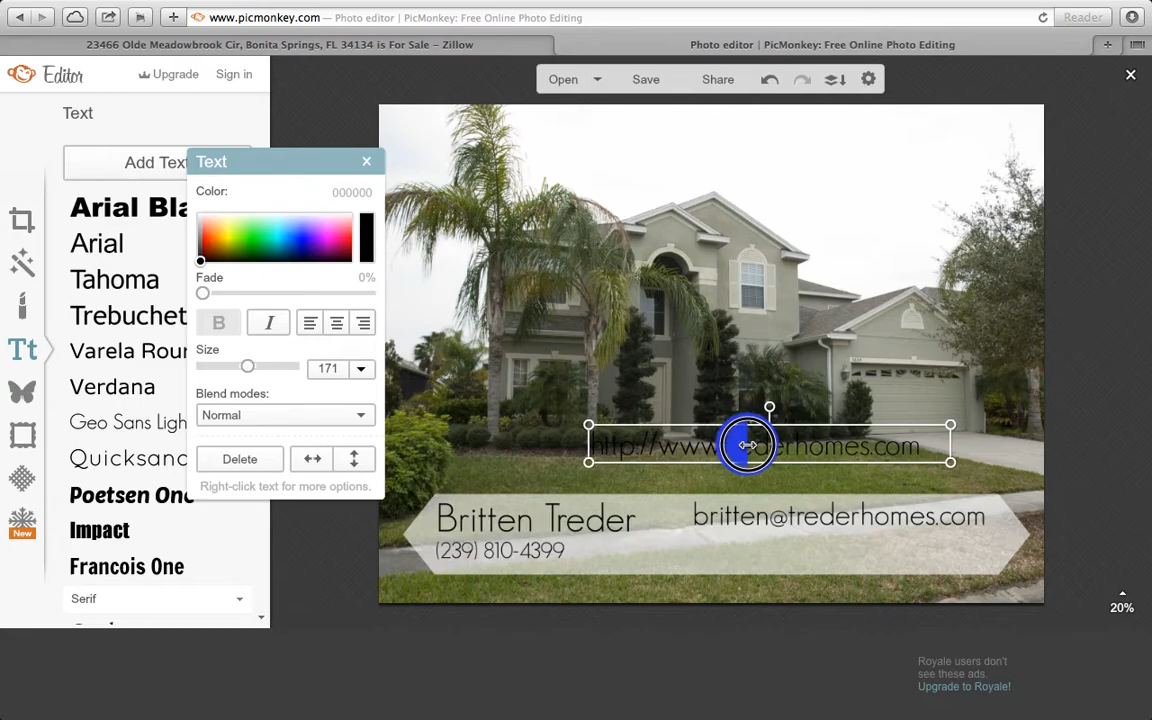 www.picmonkey.com — Photo editor | PicMonkey: Free Online Photo Editing
Reader
23466 Olde Meadowbrook Cir, Bonita Springs, FL 34134 is For Sale – Zillow
Photo editor | PicMonkey: Free Online Photo Editing
Editor
Upgrade
Sign in
Open
Save
Share
Text
Add Text
Text
Color:
000000
Fade
0%
B
I
Size
171
Blend modes:
Normal
Delete
Right-click text for more options.
Arial Bla
Arial
Tahoma
Trebuchet
Varela Rour
Verdana
Geo Sans Light
Quicksand
Poetsen One
Impact
Francois One
Serif
Tt
New
http://www.
ederhomes.com
Britten Treder
britten@trederhomes.com
(239) 810-4399
20%
Royale users don't
see these ads.
Upgrade to Royale!